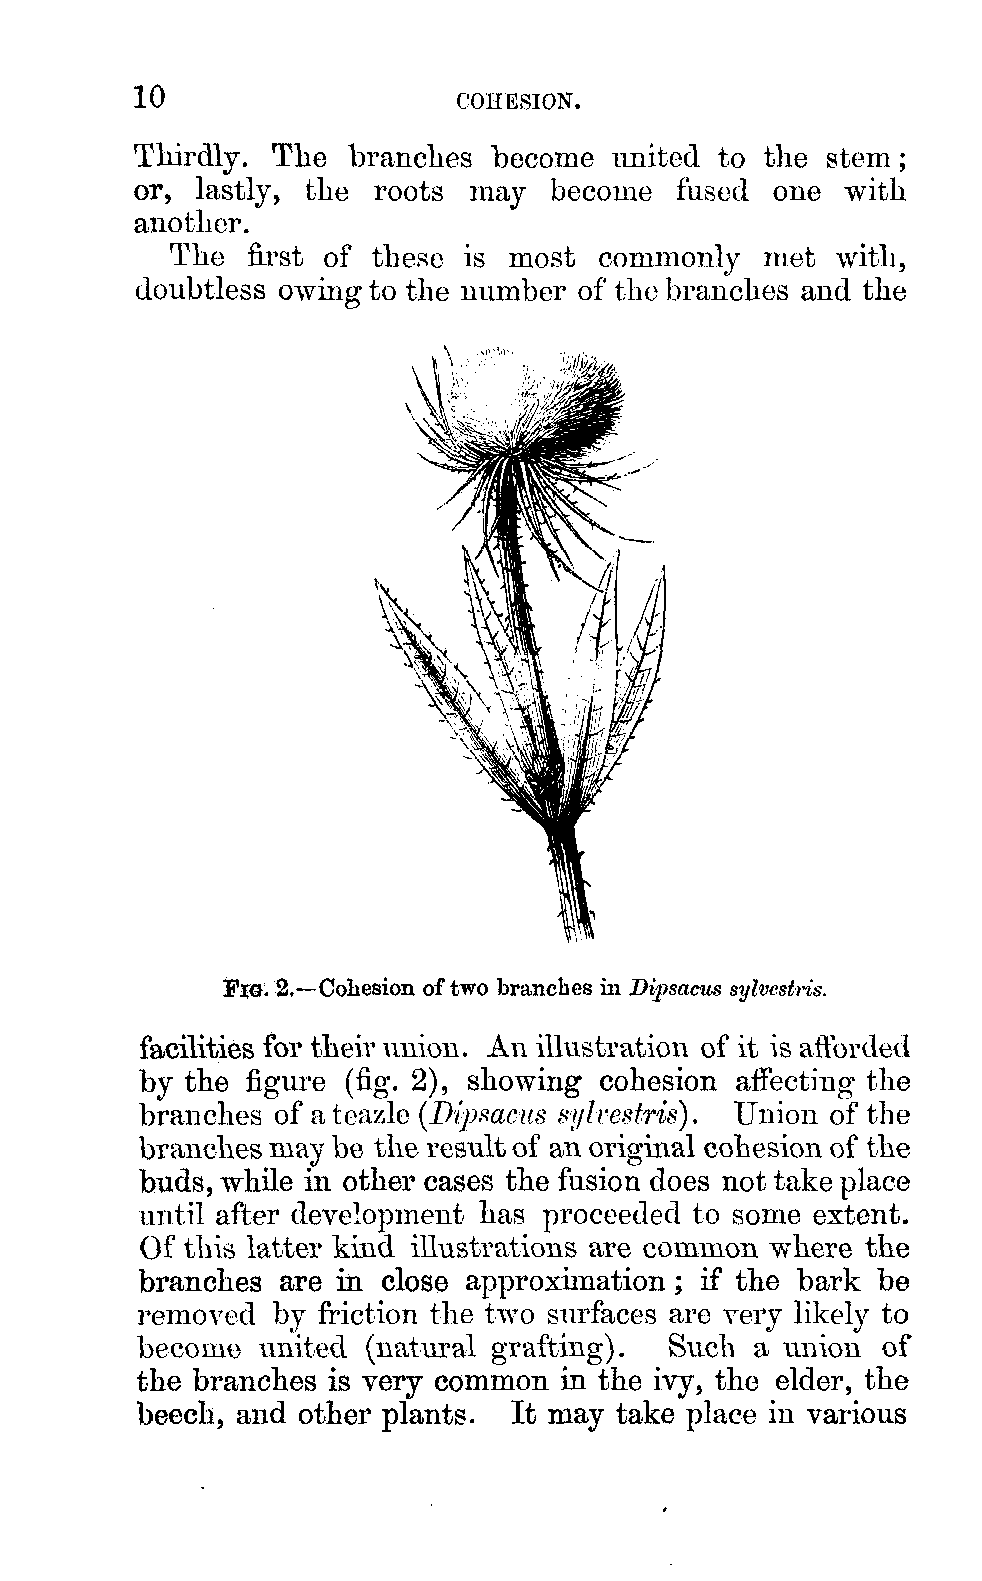 10 COHESION.
Thirdly. The branches become united to the stem;
or, lastly, the roots may become fused one with
another.
The first of these is most commonly met with,
doubtless owing to the number of the branches and the
FIG. 2.—Cohesion of two branches in Dipsacus sylvestris.
facilities for their union. An illustration of it is afforded
by the figure (fig. 2), showing cohesion affecting the
branches of a teazle (Dipsacus sylvestris). Union of the
branches may be the result of an original cohesion of the
buds, while in other cases the fusion does not take place
until after development has proceeded to some extent.
Of this latter kind illustrations are common where the
branches are in close approximation; if the bark be
removed by friction the two surfaces are very likely to
become united (natural grafting). Such a union of
the branches is very common in the ivy, the elder, the
beech, and other plants. It may take place in various